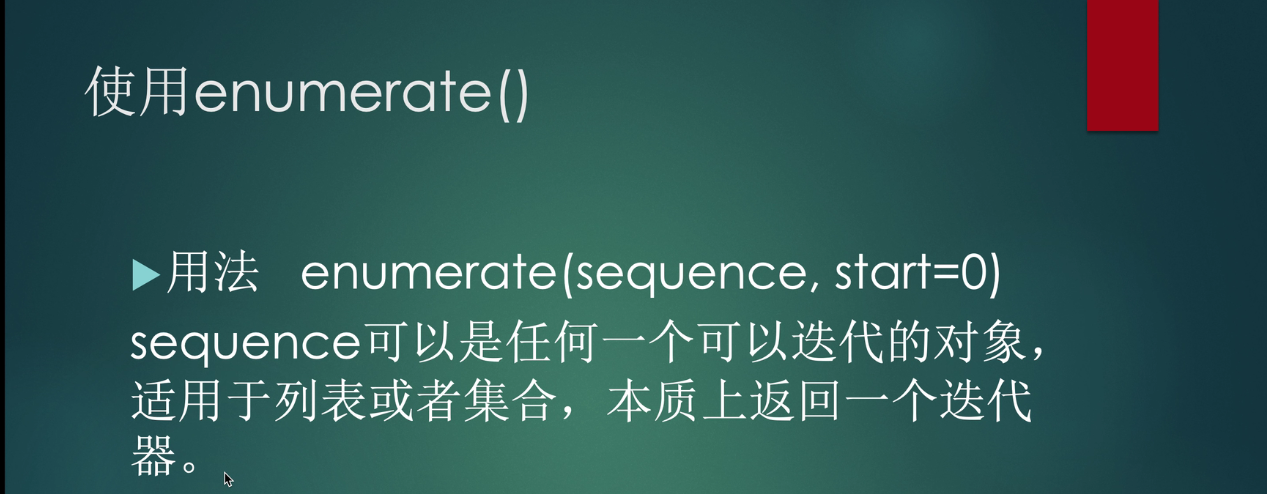 使用enumerate()
用法 enumerate(sequence, start=0)
sequence可以是任何一个可以迭代的对象，
适用于列表或者集合，本质上返回一个迭代
器。